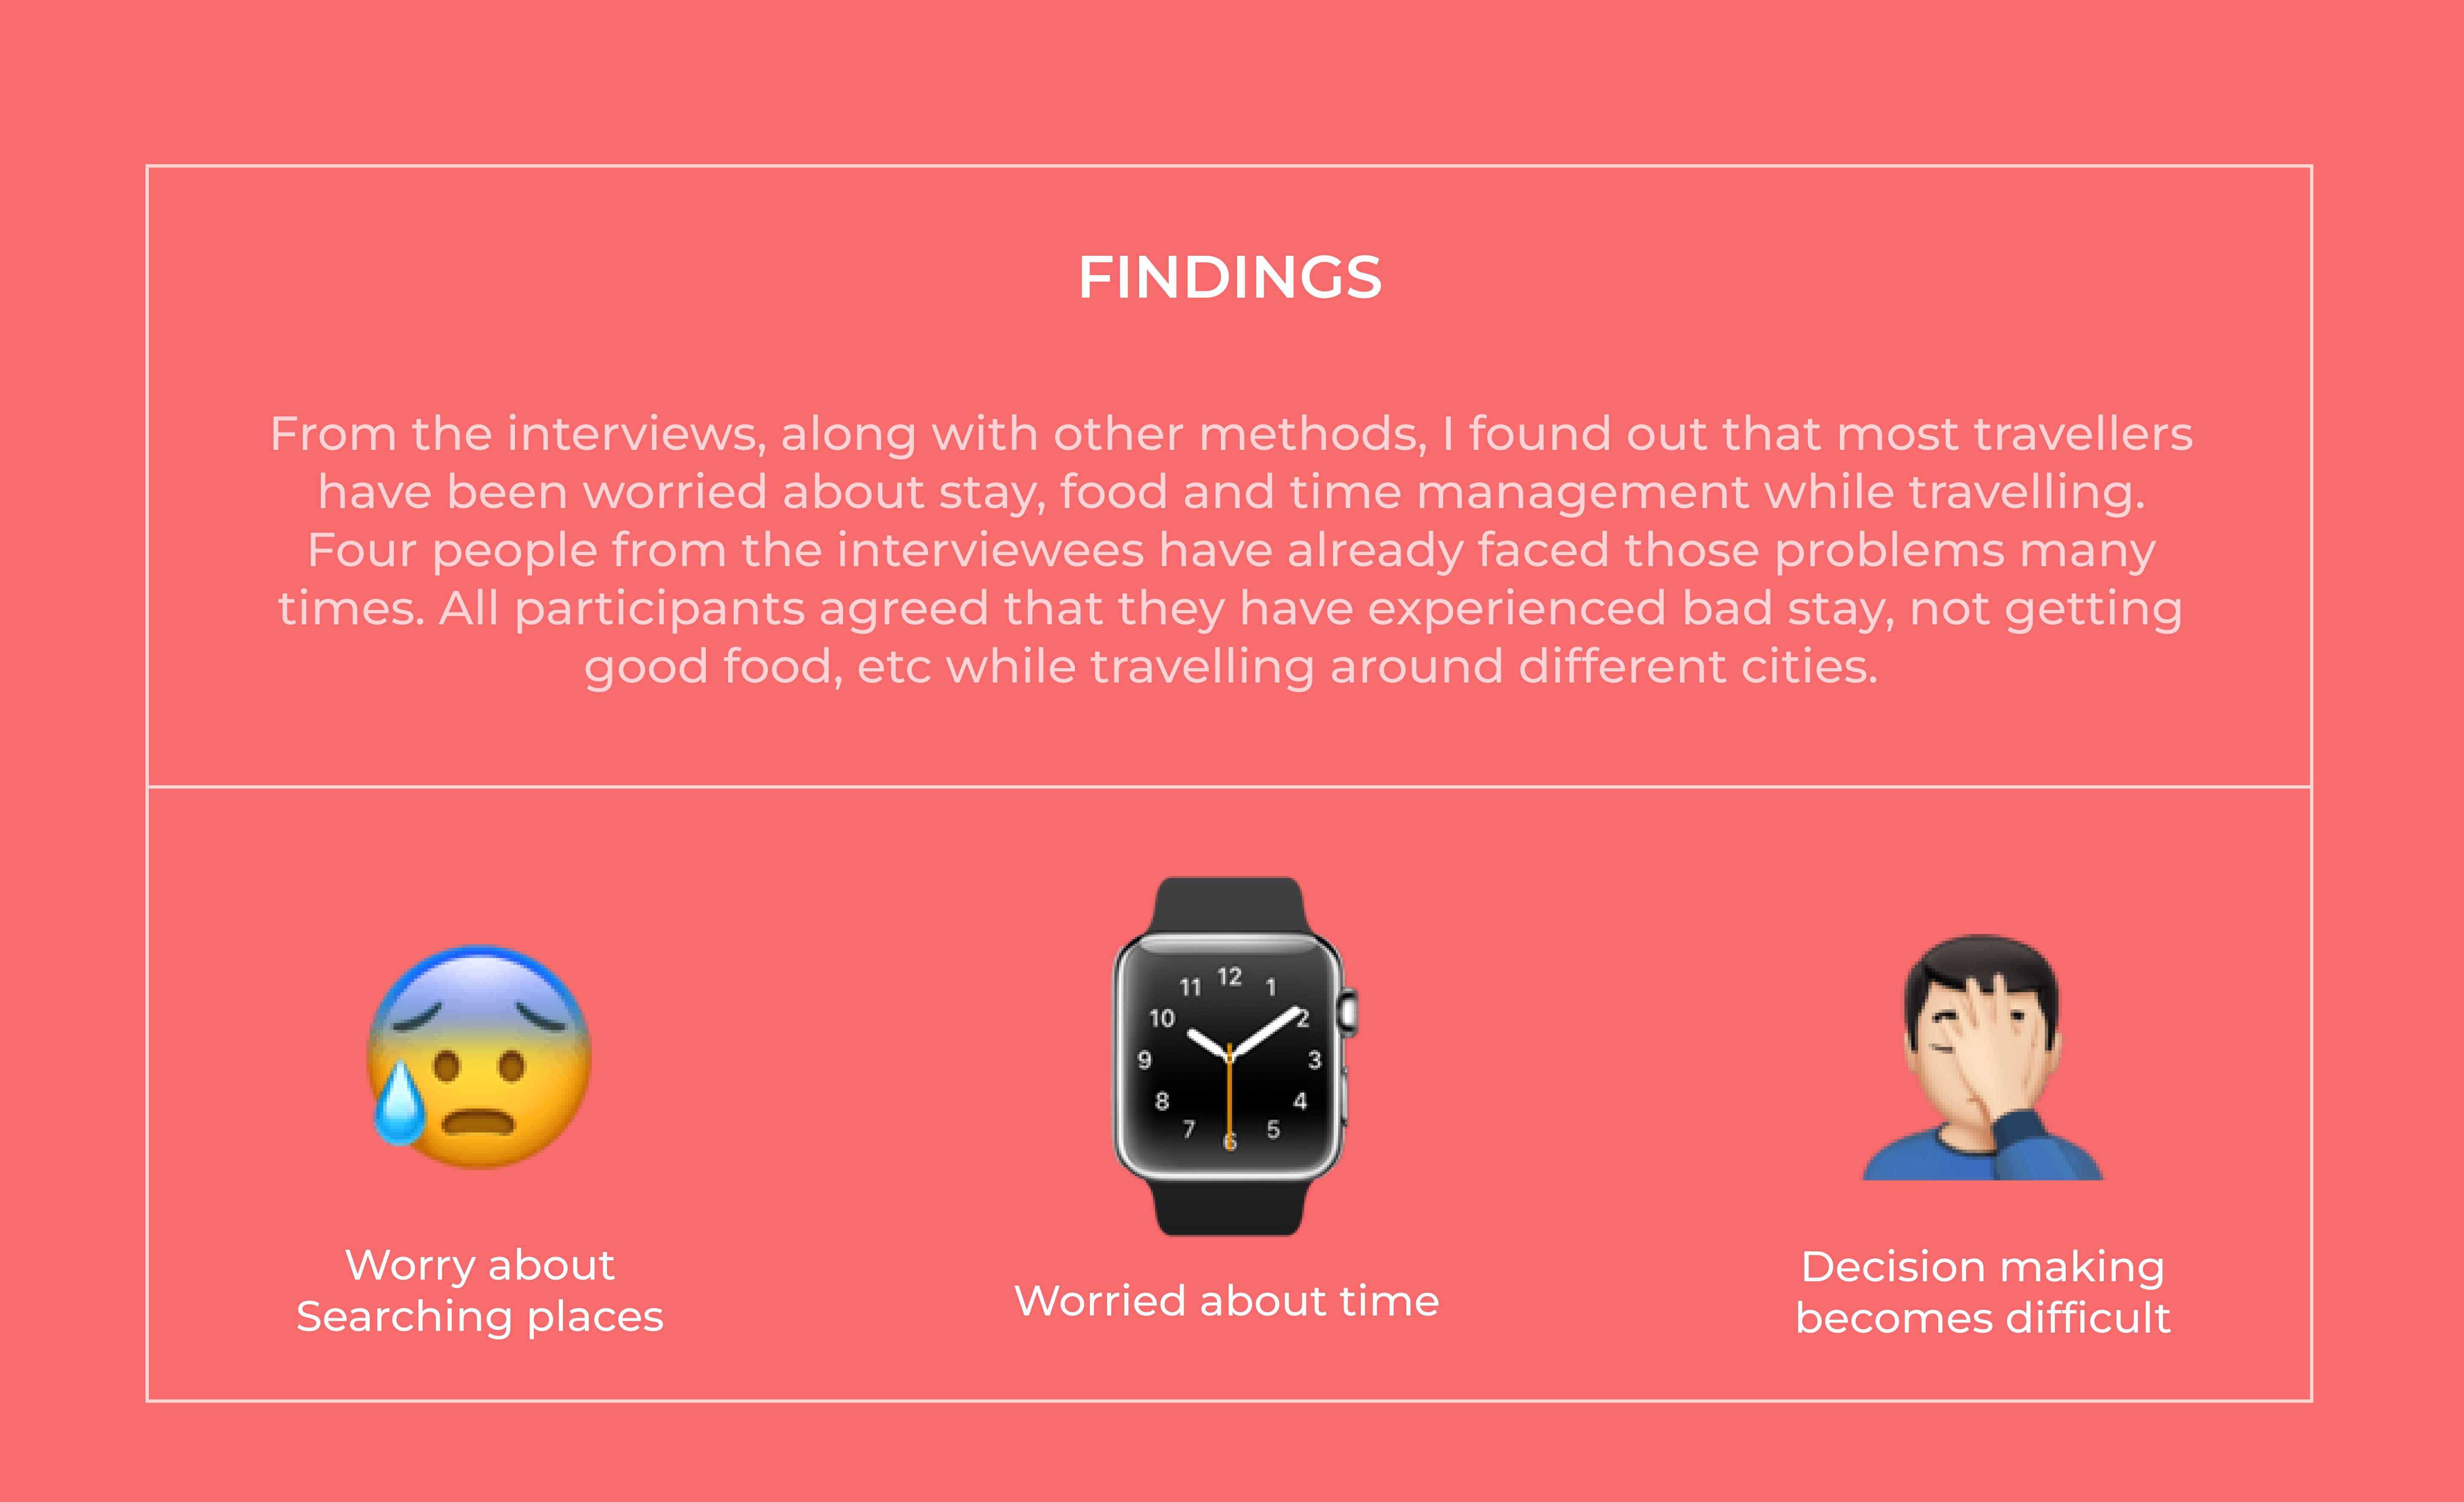 FINDINGS
From the interviews, along with other methods, I found out that most travellers
have been worried about stay, food and time management while travelling.
Four people from the interviewees have already faced those problems many
times. All participants agreed that they have experienced bad stay, not getting
good food, etc while travelling around different cities.
12
11 1
10 2
9 3
8 4
7 5
6
Worry about
Searching places
Worried about time
Decision making
becomes difficult